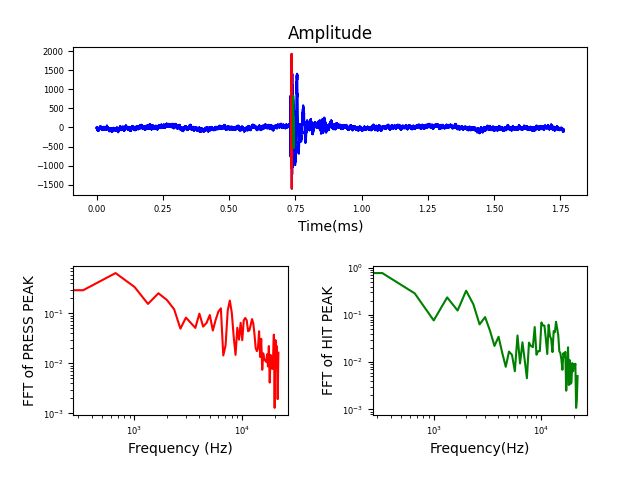 Amplitude
2000
1500
1000
500
0
−500
−1000
−1500
0.00 0.25 0.50 0.75 1.00 1.25 1.50 1.75
Time(ms)
FFT of PRESS PEAK
10⁻¹
10⁻²
10⁻³
10³ 10⁴
Frequency (Hz)
FFT of HIT PEAK
10⁰
10⁻¹
10⁻²
10⁻³
10³ 10⁴
Frequency(Hz)